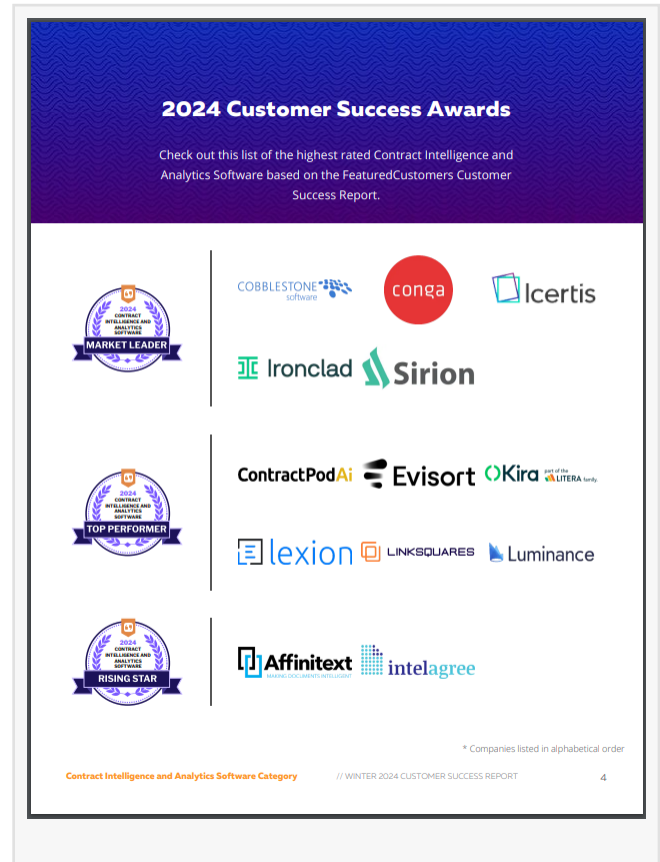 2024 Customer Success Awards
Check out this list of the highest rated Contract Intelligence and
Analytics Software based on the FeaturedCustomers Customer
Success Report.
2024
CONTRACT
INTELLIGENCE AND
ANALYTICS
SOFTWARE
MARKET LEADER
COBBLESTONE
software
conga
Icertis
Ironclad
Sirion
2024
CONTRACT
INTELLIGENCE AND
ANALYTICS
SOFTWARE
TOP PERFORMER
ContractPodAi
Evisort
Kira
part of the
LITERA family.
lexion
LINKSQUARES
Luminance
2024
CONTRACT
INTELLIGENCE AND
ANALYTICS
SOFTWARE
RISING STAR
Affinitext
MAKING DOCUMENTS INTELLIGENT
intelagree
* Companies listed in alphabetical order
Contract Intelligence and Analytics Software Category
// WINTER 2024 CUSTOMER SUCCESS REPORT
4